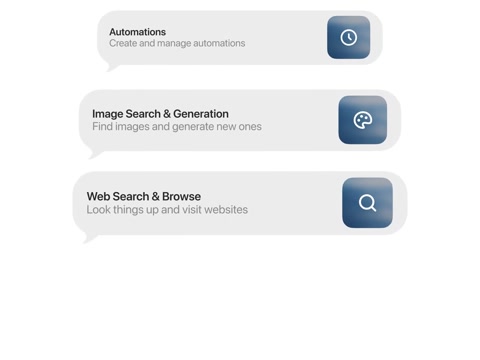 Automations
Create and manage automations
Image Search & Generation
Find images and generate new ones
Web Search & Browse
Look things up and visit websites